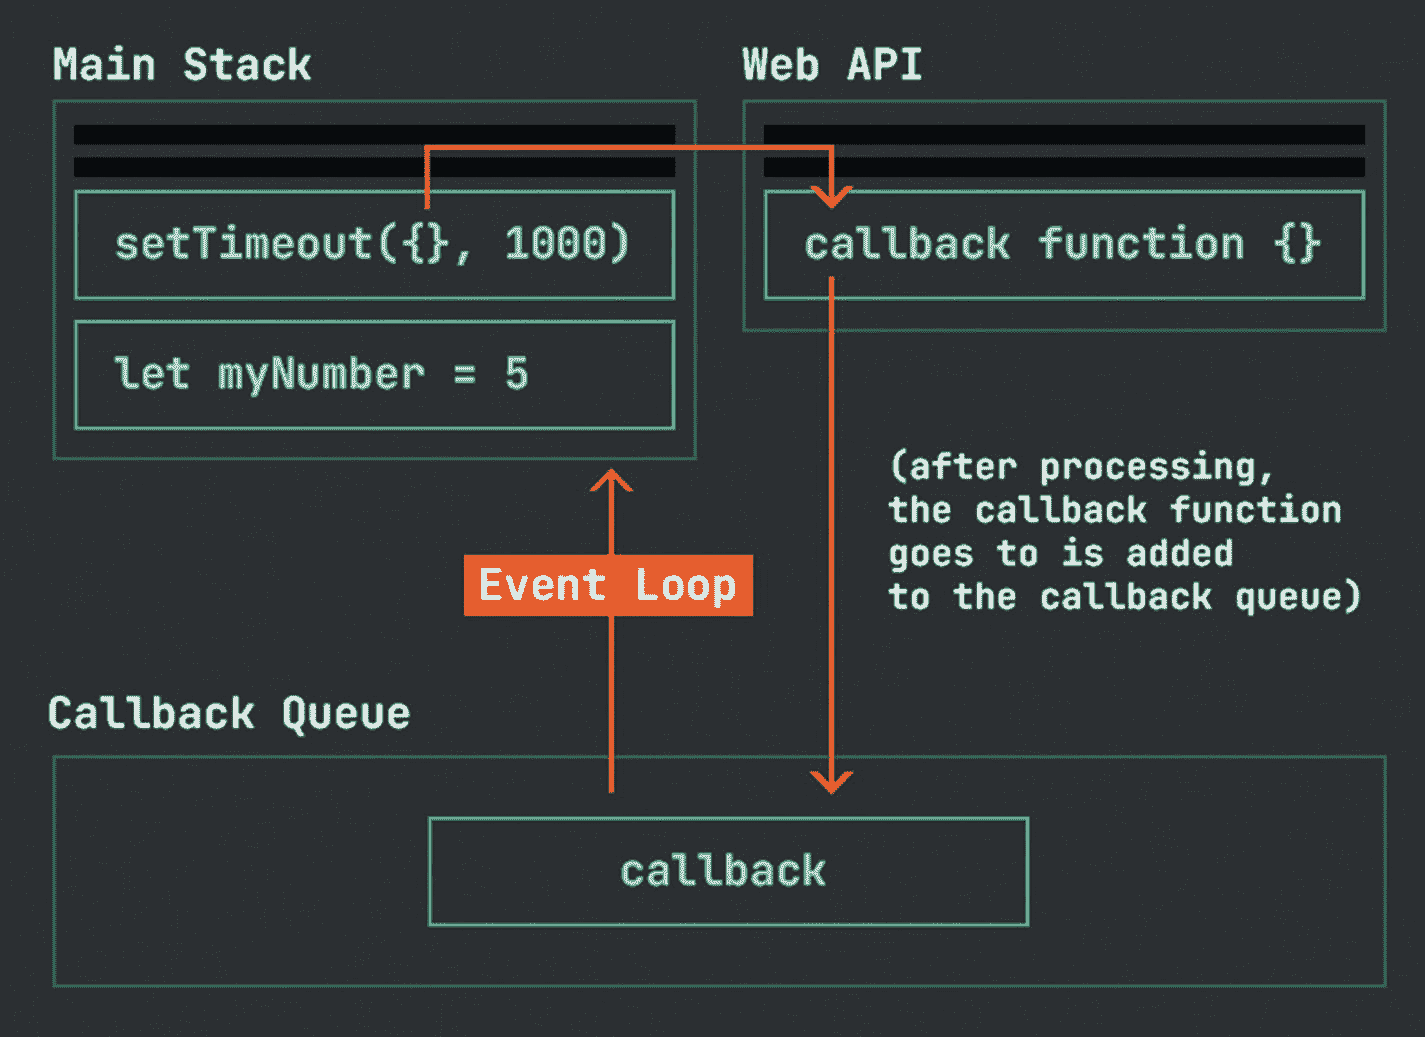 Main Stack
Web API
setTimeout({}, 1000)
callback function {}
let myNumber = 5
(after processing,
the callback function
goes to is added
to the callback queue)
Event Loop
Callback Queue
callback